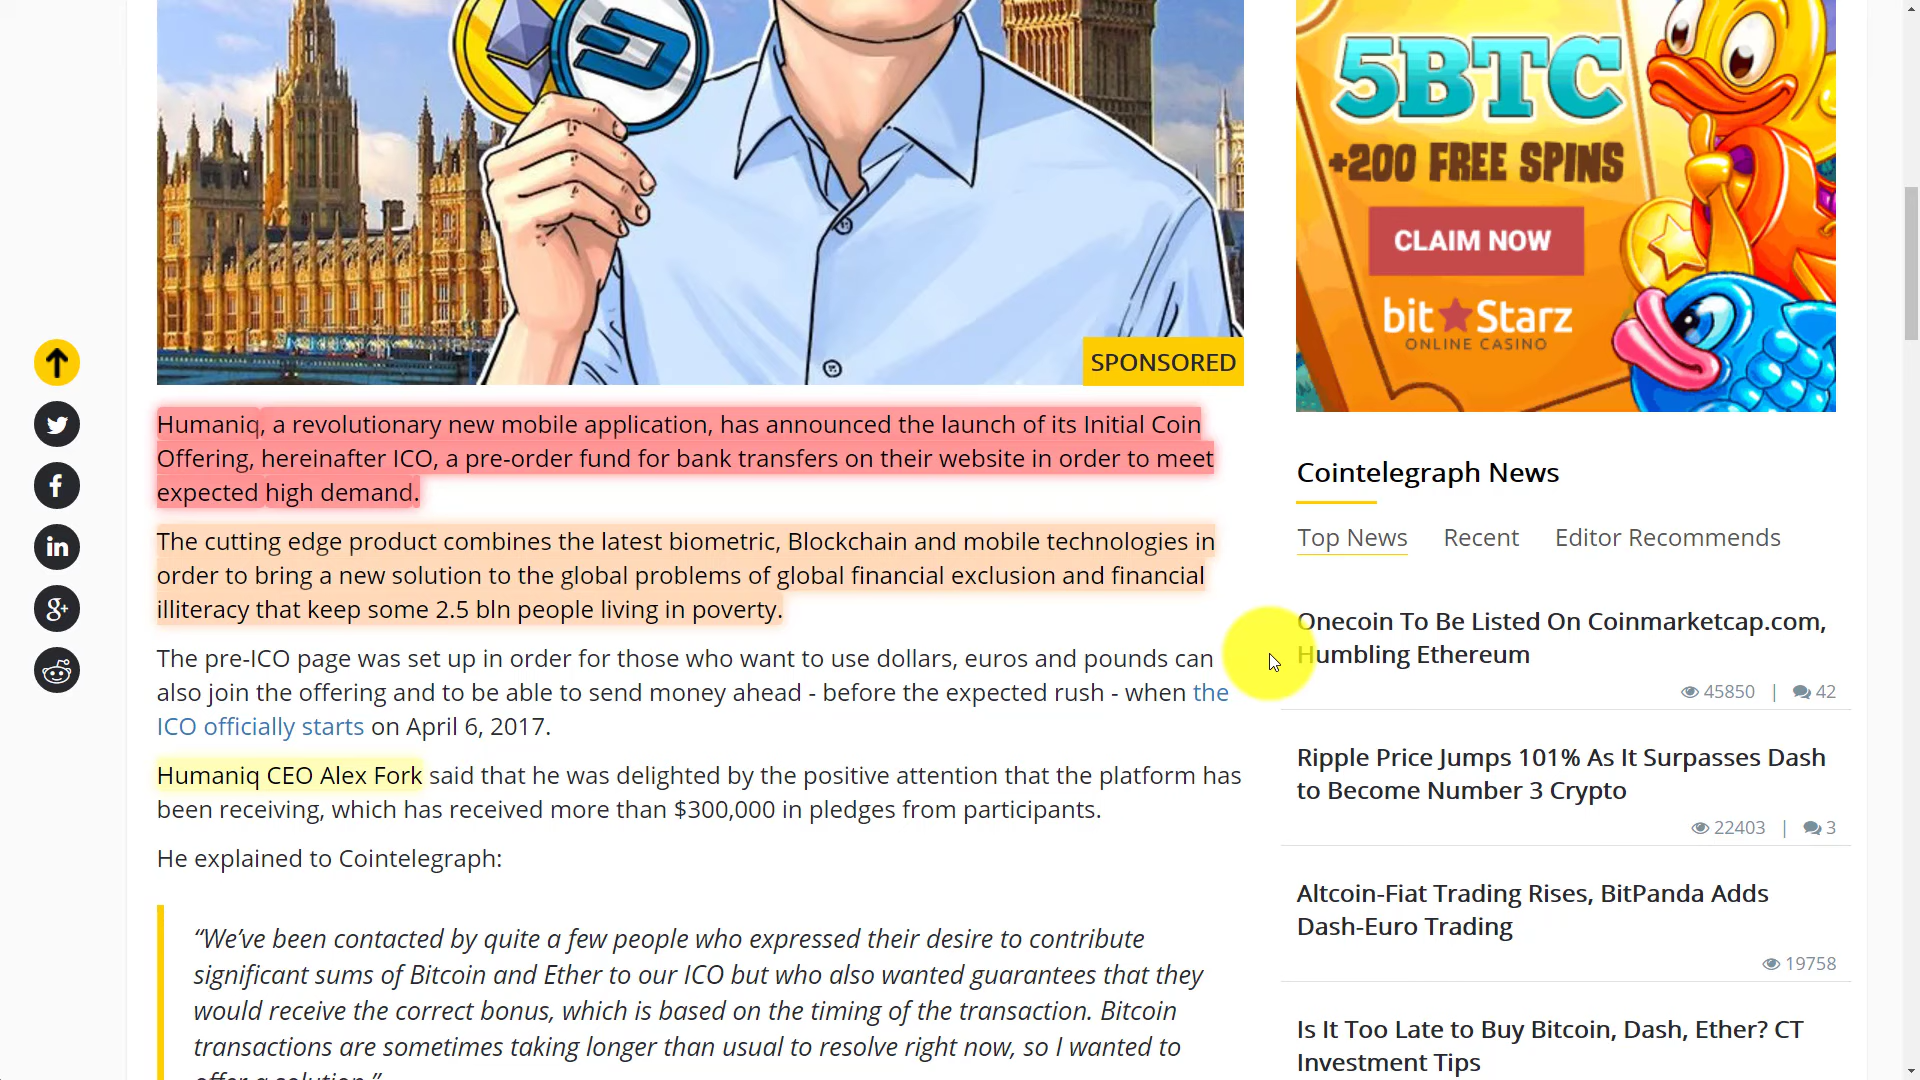 SPONSORED
Humaniq, a revolutionary new mobile application, has announced the launch of its Initial Coin
Offering, hereinafter ICO, a pre-order fund for bank transfers on their website in order to meet
expected high demand.
The cutting edge product combines the latest biometric, Blockchain and mobile technologies in
order to bring a new solution to the global problems of global financial exclusion and financial
illiteracy that keep some 2.5 bln people living in poverty.
The pre-ICO page was set up in order for those who want to use dollars, euros and pounds can
also join the offering and to be able to send money ahead - before the expected rush - when the
ICO officially starts on April 6, 2017.
Humaniq CEO Alex Fork said that he was delighted by the positive attention that the platform has
been receiving, which has received more than $300,000 in pledges from participants.
He explained to Cointelegraph:
“We’ve been contacted by quite a few people who expressed their desire to contribute
significant sums of Bitcoin and Ether to our ICO but who also wanted guarantees that they
would receive the correct bonus, which is based on the timing of the transaction. Bitcoin
transactions are sometimes taking longer than usual to resolve right now, so I wanted to
offer a solution.”
5BTC
+200 FREE SPINS
CLAIM NOW
bit Starz
ONLINE CASINO
Cointelegraph News
Top News Recent Editor Recommends
Onecoin To Be Listed On Coinmarketcap.com,
Humbling Ethereum
45850 | 42
Ripple Price Jumps 101% As It Surpasses Dash
to Become Number 3 Crypto
22403 | 3
Altcoin-Fiat Trading Rises, BitPanda Adds
Dash-Euro Trading
19758
Is It Too Late to Buy Bitcoin, Dash, Ether? CT
Investment Tips